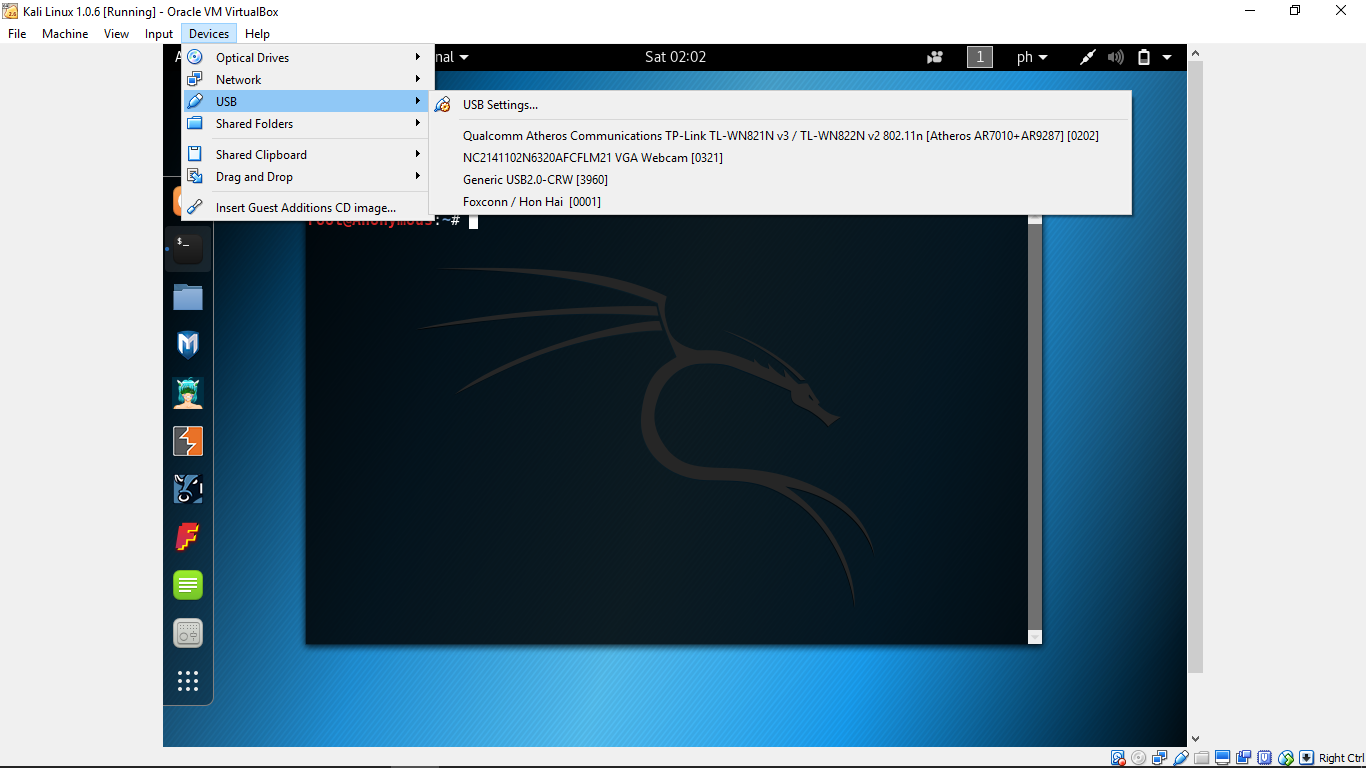 Kali Linux 1.0.6 [Running] - Oracle VM VirtualBox
File Machine View Input Devices Help
nal Sat 02:02 1 ph
Optical Drives
Network
USB
Shared Folders
Shared Clipboard
Drag and Drop
Insert Guest Additions CD image...
USB Settings...
Qualcomm Atheros Communications TP-Link TL-WN821N v3 / TL-WN822N v2 802.11n [Atheros AR7010+AR9287] [0202]
NC2141102N6320AFCFLM21 VGA Webcam [0321]
Generic USB2.0-CRW [3960]
Foxconn / Hon Hai [0001]
:~#
$_
Right Ctrl